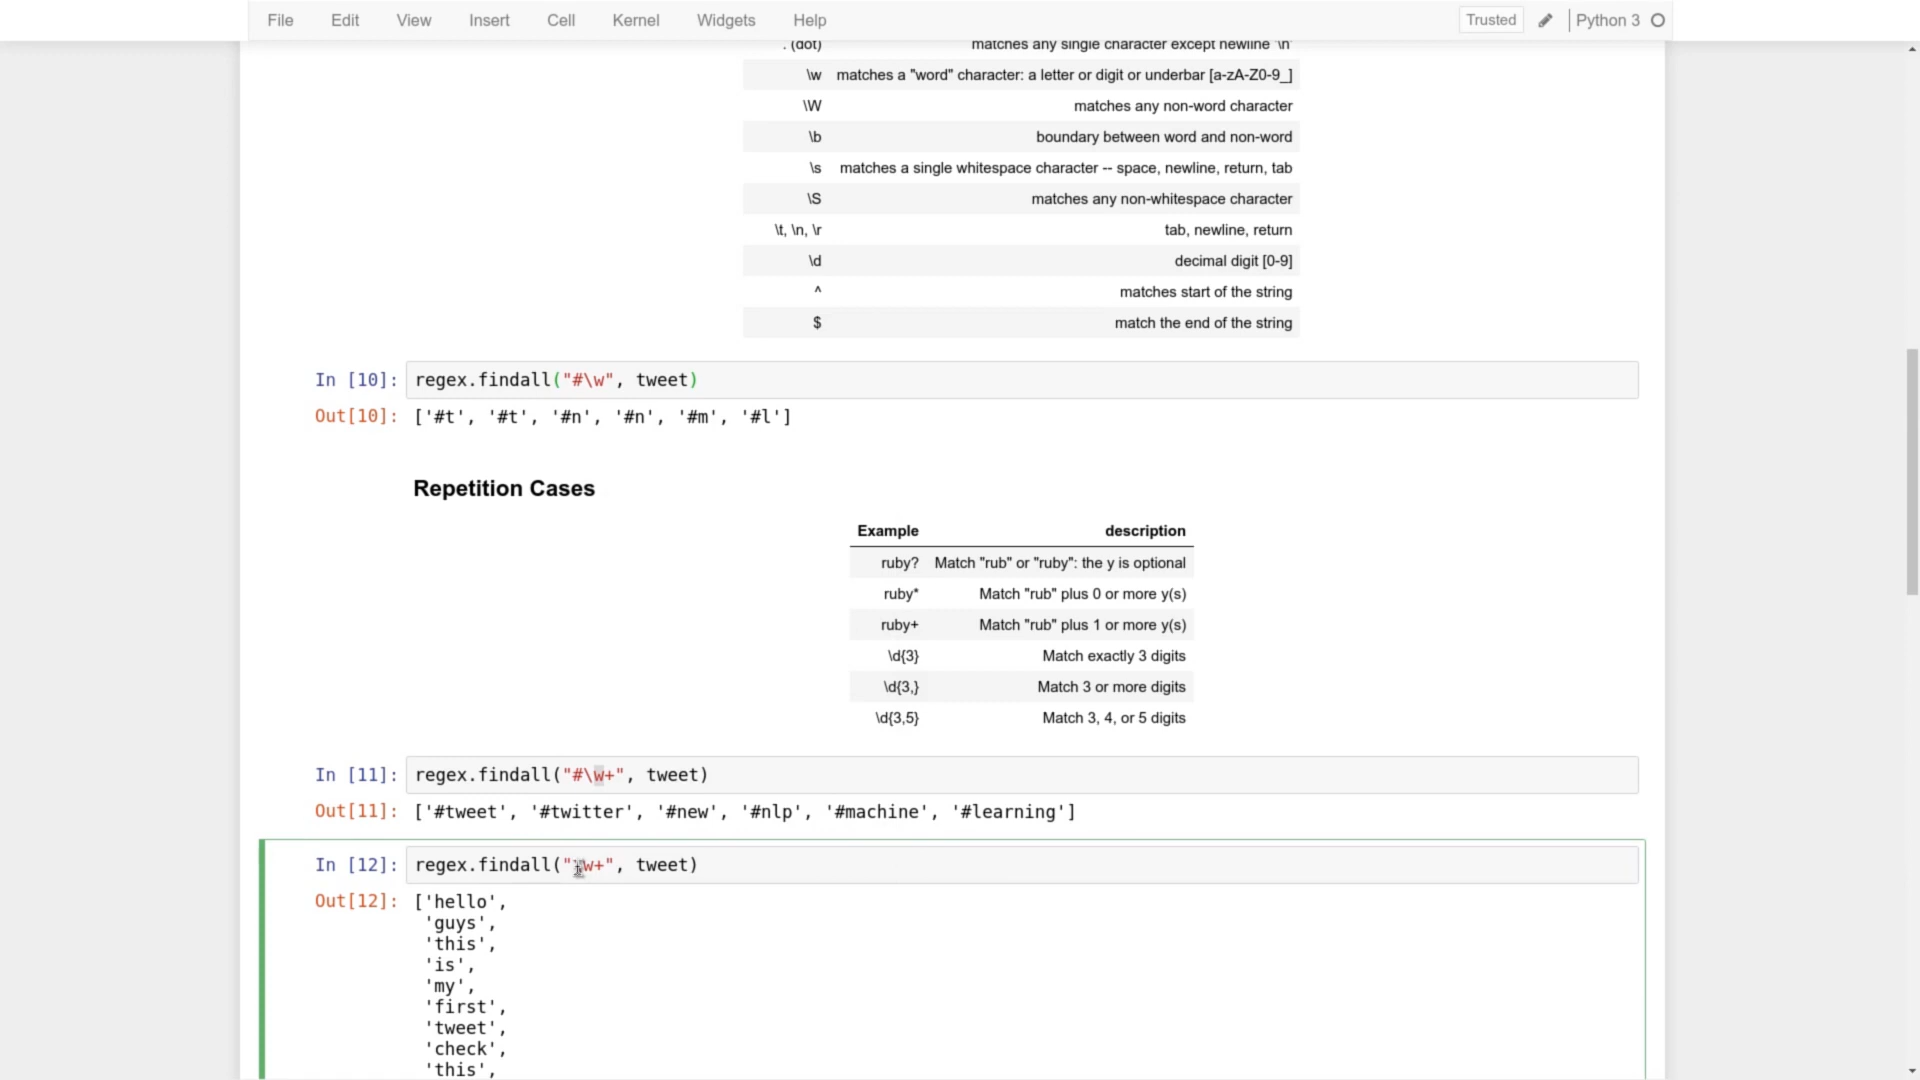 File Edit View Insert Cell Kernel Widgets Help Trusted Python 3
. (dot) matches any single character except newline '\n'
\w matches a "word" character: a letter or digit or underbar [a-zA-Z0-9_]
\W matches any non-word character
\b boundary between word and non-word
\s matches a single whitespace character -- space, newline, return, tab
\S matches any non-whitespace character
\t, \n, \r tab, newline, return
\d decimal digit [0-9]
^ matches start of the string
$ match the end of the string
In [10]: regex.findall("#\w", tweet)
Out[10]: ['#t', '#t', '#n', '#n', '#m', '#l']
Repetition Cases
Example description
ruby? Match "rub" or "ruby": the y is optional
ruby* Match "rub" plus 0 or more y(s)
ruby+ Match "rub" plus 1 or more y(s)
\d{3} Match exactly 3 digits
\d{3,} Match 3 or more digits
\d{3,5} Match 3, 4, or 5 digits
In [11]: regex.findall("#\w+", tweet)
Out[11]: ['#tweet', '#twitter', '#new', '#nlp', '#machine', '#learning']
In [12]: regex.findall("\w+", tweet)
Out[12]: ['hello',
'guys',
'this',
'is',
'my',
'first',
'tweet',
'check',
'this',